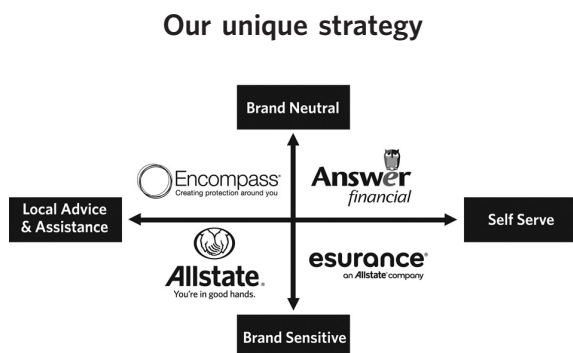 Our unique strategy
Brand Neutral
Encompass®
Creating protection around you
Answer
financial
Local Advice
& Assistance
Self Serve
Allstate.
You're in good hands.
esurance®
an Allstate® company
Brand Sensitive